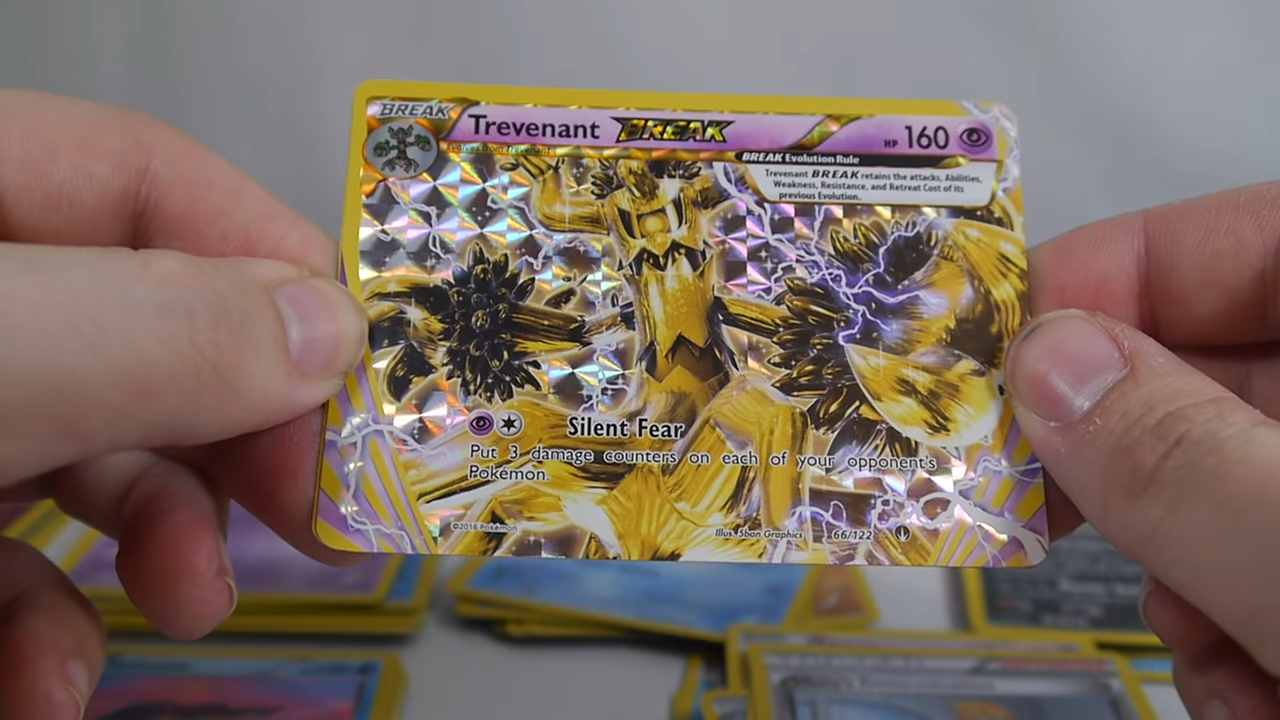 BREAK
Trevenant BREAK
HP 160
Evolves from Trevenant
BREAK Evolution Rule
Trevenant BREAK retains the attacks, Abilities,
Weakness, Resistance, and Retreat Cost of its
previous Evolution.
Silent Fear
Put 3 damage counters on each of your opponent's
Pokémon.
©2016 Pokémon
Illus. 5ban Graphics
66/122